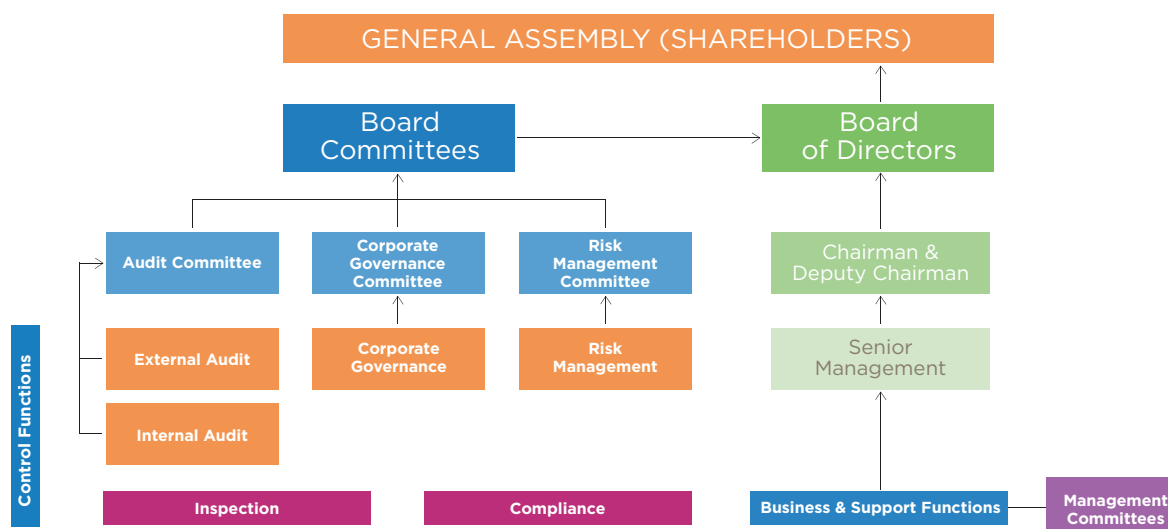 GENERAL ASSEMBLY (SHAREHOLDERS)
Board
Committees
Board
of Directors
Audit Committee
Corporate
Governance
Committee
Risk
Management
Committee
Chairman &
Deputy Chairman
External Audit
Corporate
Governance
Risk
Management
Senior
Management
Internal Audit
Control Functions
Inspection
Compliance
Business & Support Functions
Management
Committees